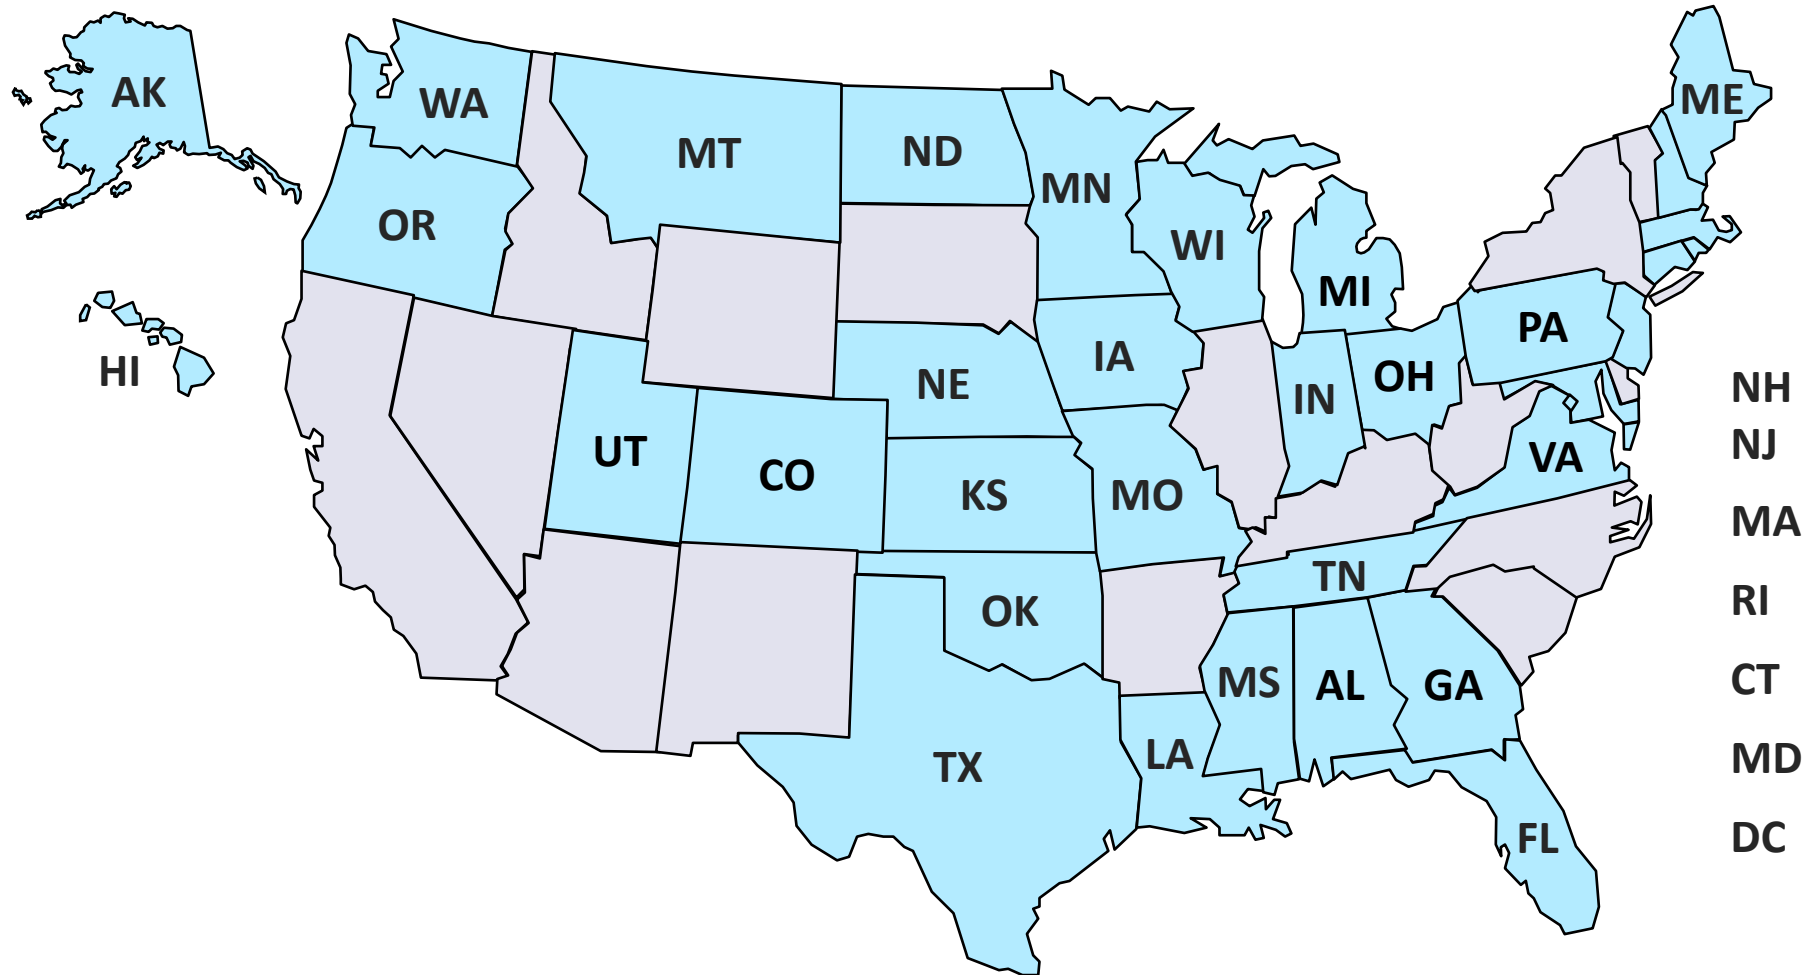 AK
WA
MT
ND
MN
ME
OR
WI
MI
PA
HI
IA
NE
IN
OH
NH
UT
CO
KS
MO
VA
NJ
MA
TN
OK
RI
MS
AL
GA
CT
TX
LA
MD
FL
DC